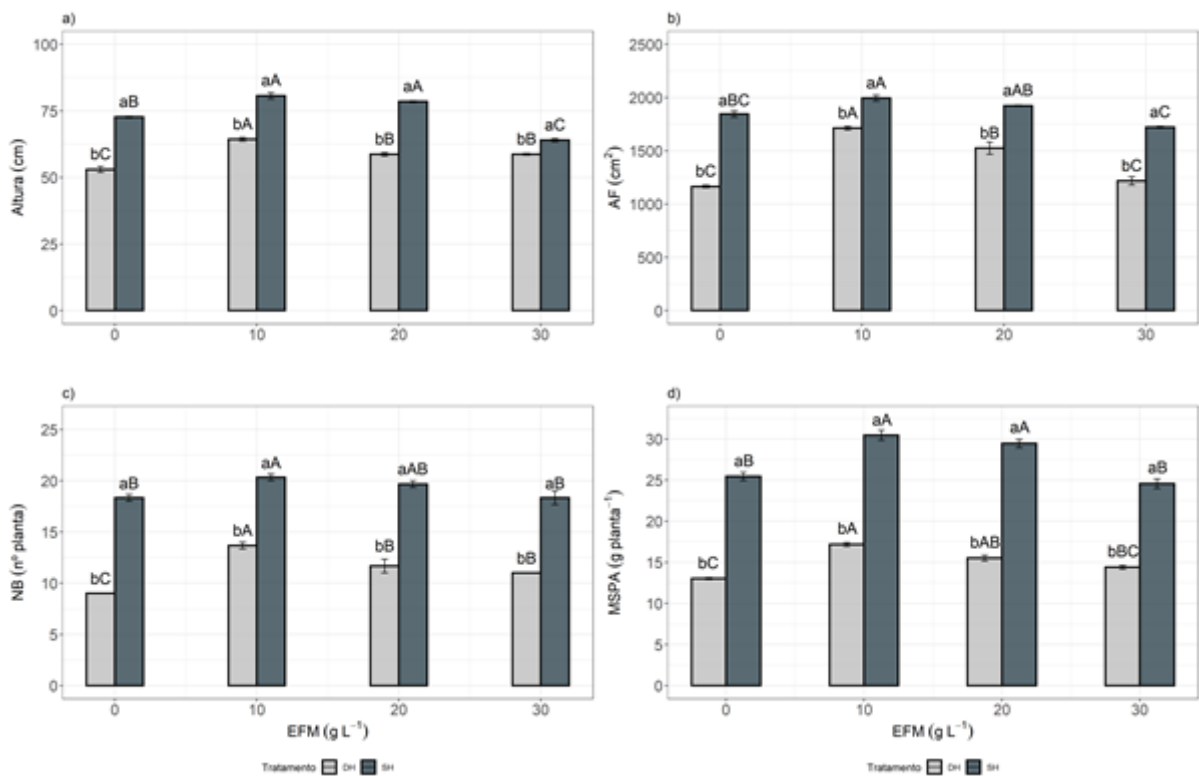 a)
Altura (cm)
100
75
50
25
0
bC aB bA aA bB aA bB aC
0 10 20 30
b)
AF (cm²)
2500
2000
1500
1000
500
0
bC aBC bA aA bB aAB bC aC
0 10 20 30
c)
NB (nº planta)
25
20
15
10
5
0
bC aB bA aA bB aAB bB aB
0 10 20 30
EFM (g L⁻¹)
Tratamento DH SH
d)
MSPA (g planta⁻¹)
30
25
20
15
10
5
0
bC aB bA aA bAB aA bBC aB
0 10 20 30
EFM (g L⁻¹)
Tratamento DH SH